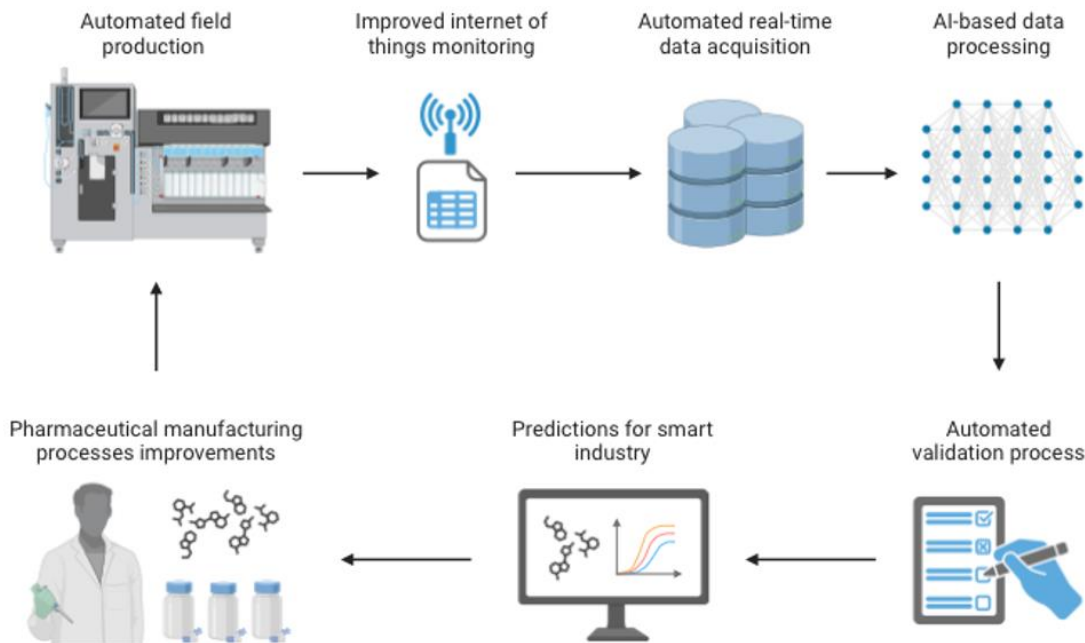 Automated field
production
Improved internet of
things monitoring
Automated real-time
data acquisition
AI-based data
processing
Pharmaceutical manufacturing
processes improvements
Predictions for smart
industry
Automated
validation process